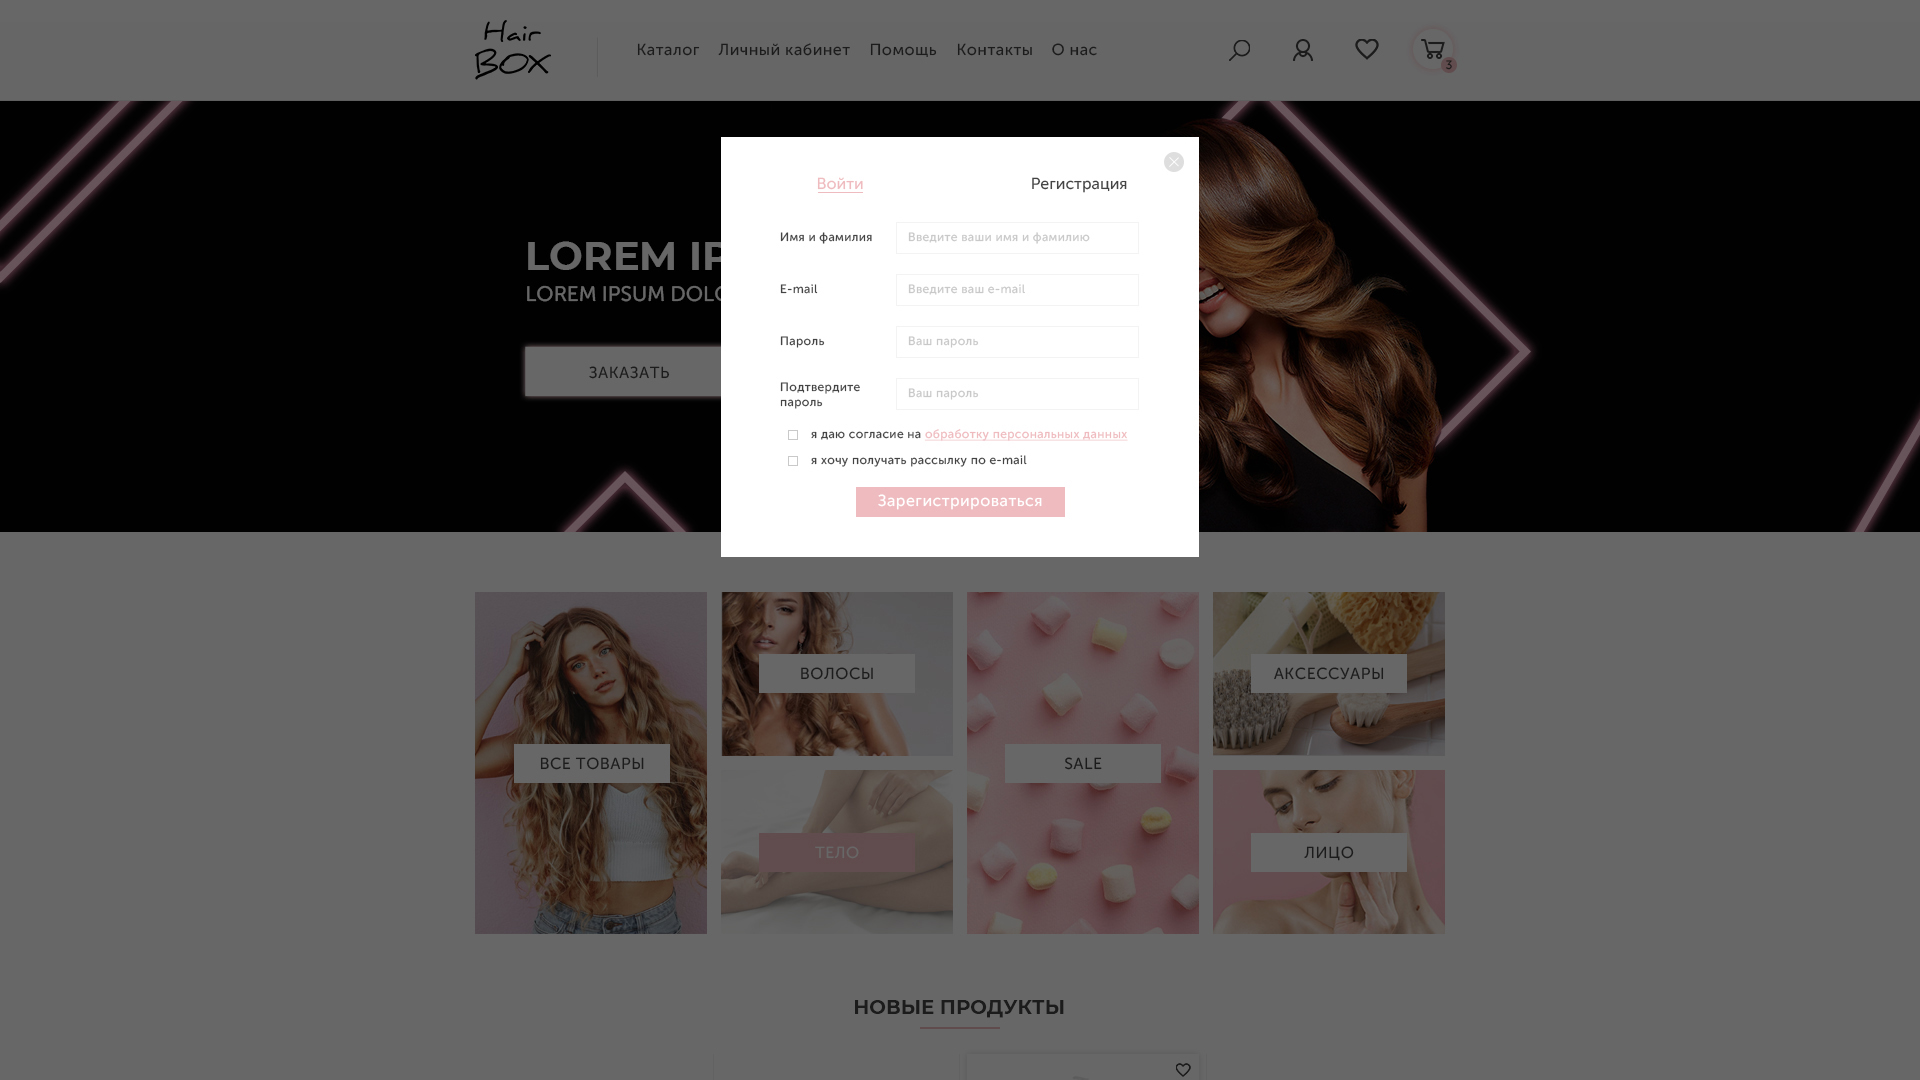 Hair
BOX
Каталог Личный кабинет Помощь Контакты О нас
3
Войти Регистрация
Имя и фамилия Введите ваши имя и фамилию
E-mail Введите ваш e-mail
Пароль Ваш пароль
Подтвердите
пароль
Ваш пароль
я даю согласие на обработку персональных данных
я хочу получать рассылку по e-mail
Зарегистрироваться
LOREM
LOREM IPSUM
ЗАКАЗАТЬ
ВОЛОСЫ
АКСЕССУАРЫ
ВСЕ ТОВАРЫ
SALE
ТЕЛО
ЛИЦО
НОВЫЕ ПРОДУКТЫ